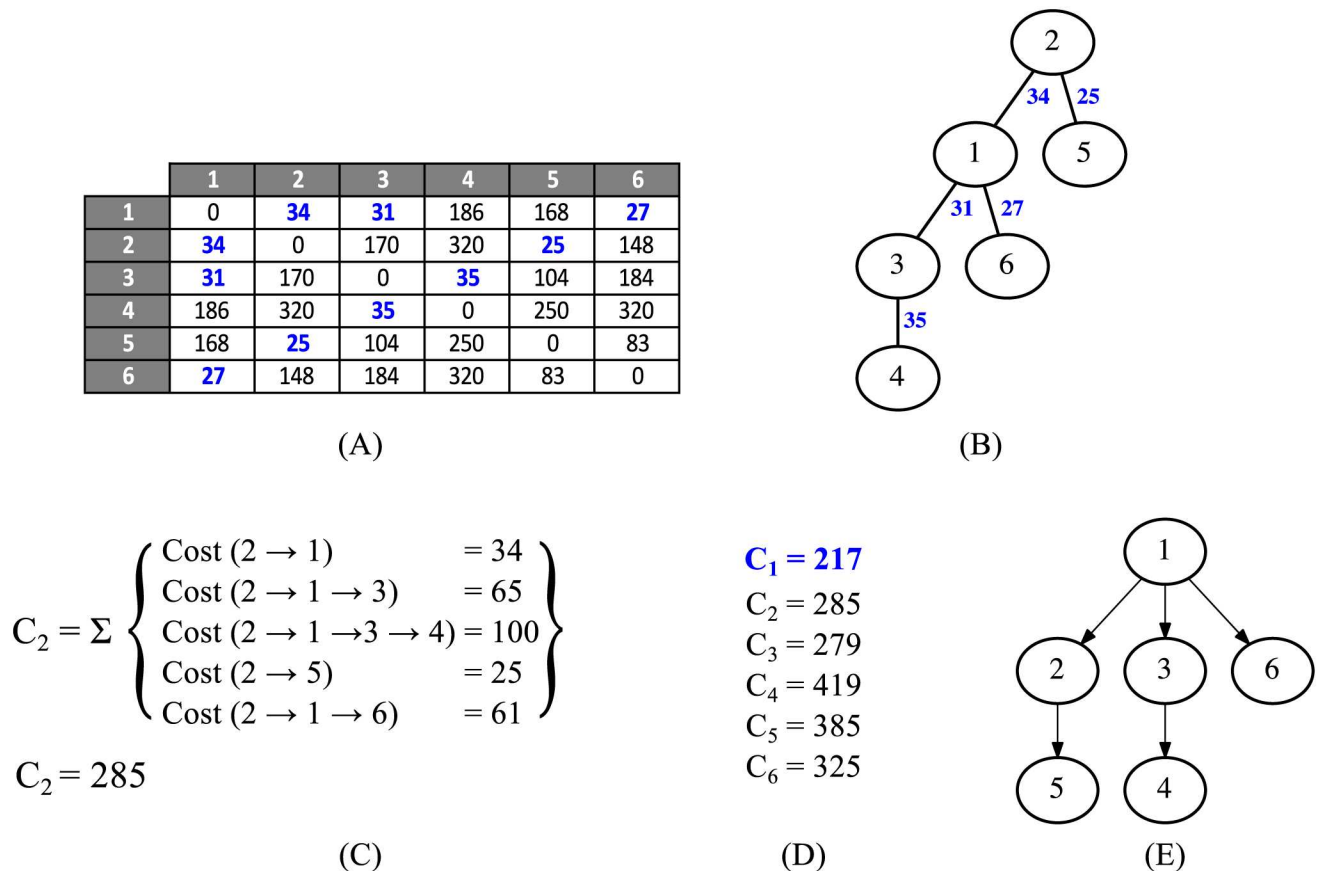 1 2 3 4 5 6
1 0 34 31 186 168 27
2 34 0 170 320 25 148
3 31 170 0 35 104 184
4 186 320 35 0 250 320
5 168 25 104 250 0 83
6 27 148 184 320 83 0
(A)
2
34 25
1 5
31 27
3 6
35
4
(B)
C₂ = Σ
Cost (2 → 1) = 34
Cost (2 → 1 → 3) = 65
Cost (2 → 1 →3 → 4) = 100
Cost (2 → 5) = 25
Cost (2 → 1 → 6) = 61
C₂ = 285
(C)
C₁ = 217
C₂ = 285
C₃ = 279
C₄ = 419
C₅ = 385
C₆ = 325
(D)
1
2 3 6
5 4
(E)